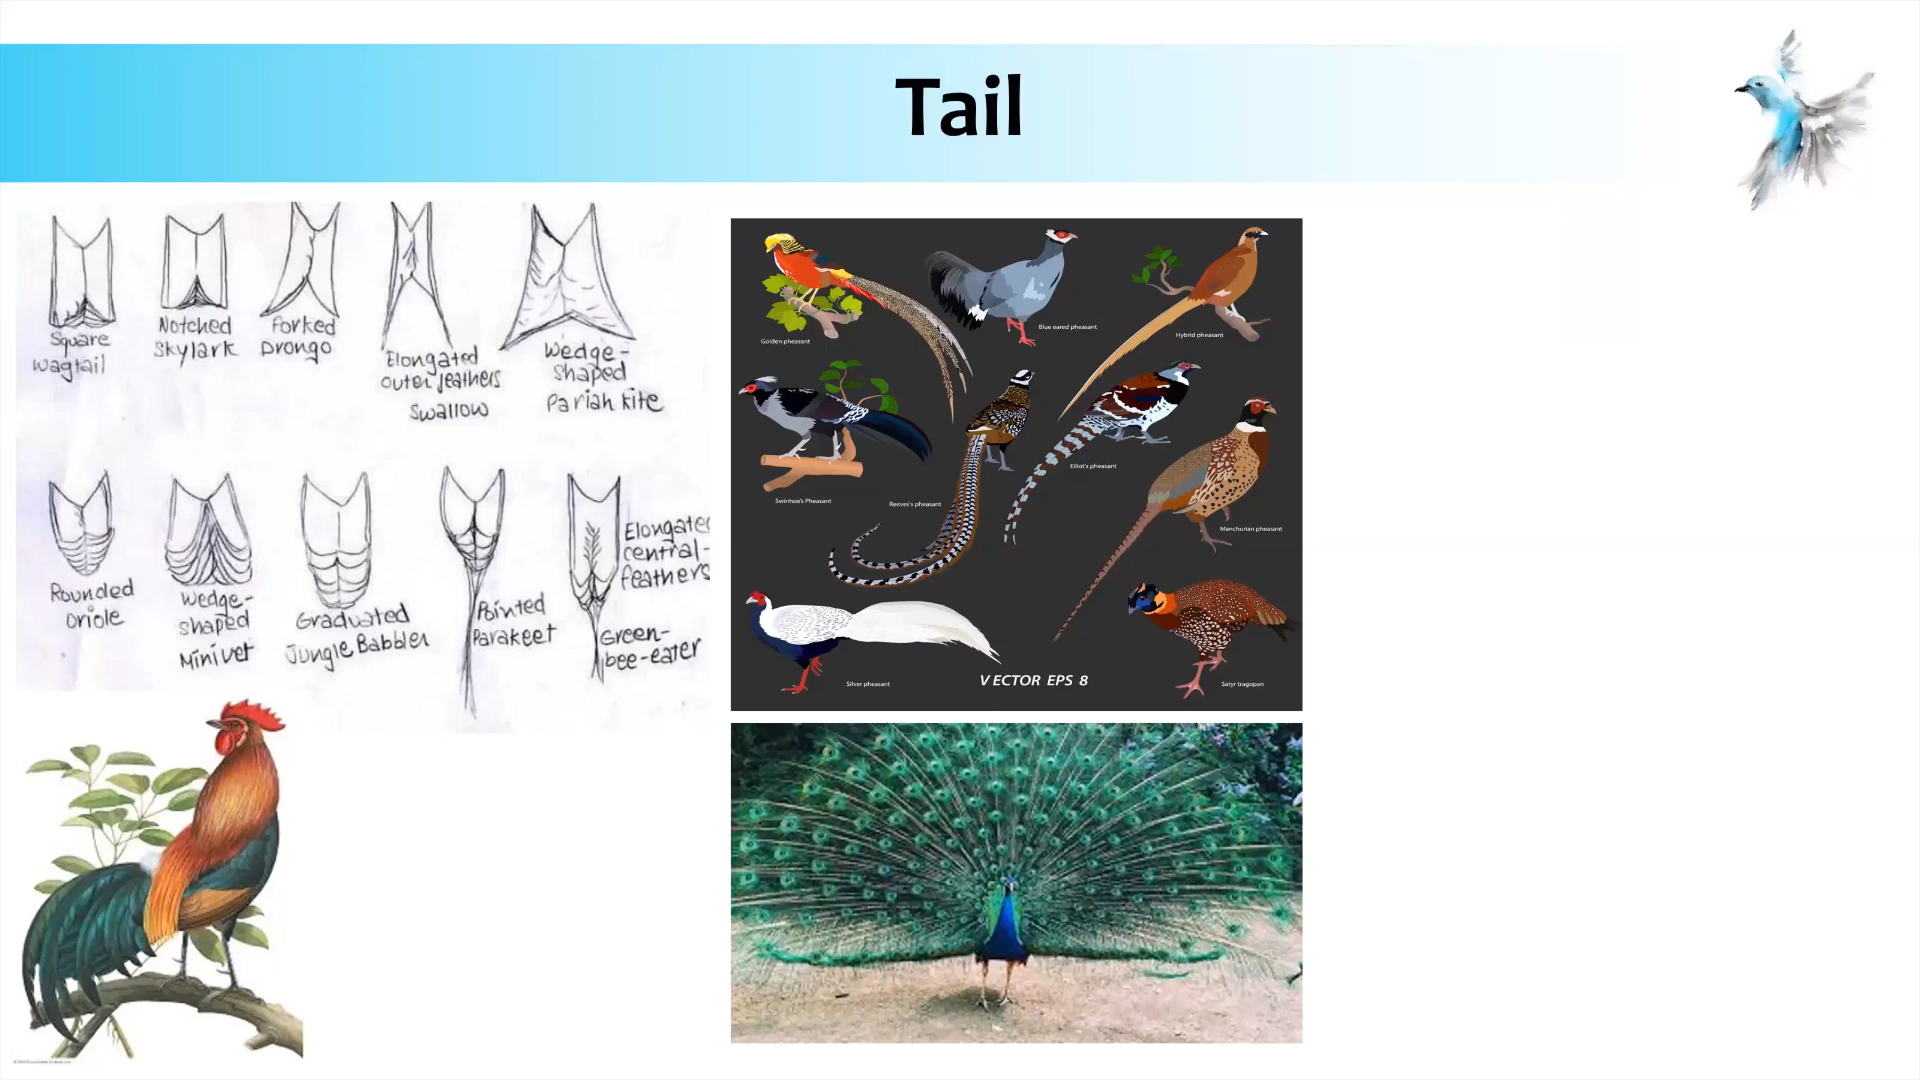 Tail
Square
wagtail
Notched
Skylark
Forked
Drongo
Elongated
outer feathers
Swallow
Wedge-
shaped
Pariah Kite
Rounded
Oriole
Wedge-
shaped
Minivet
Graduated
Jungle Babbler
Pointed
Parakeet
Elongated
central-
feathers
Green-
bee-eater
Golden pheasant
Blue eared pheasant
Hybrid pheasant
Swinhoe's Pheasant
Reeves's pheasant
Elliot's pheasant
Manchurian pheasant
Silver pheasant
VECTOR EPS 8
Satyr tragopan